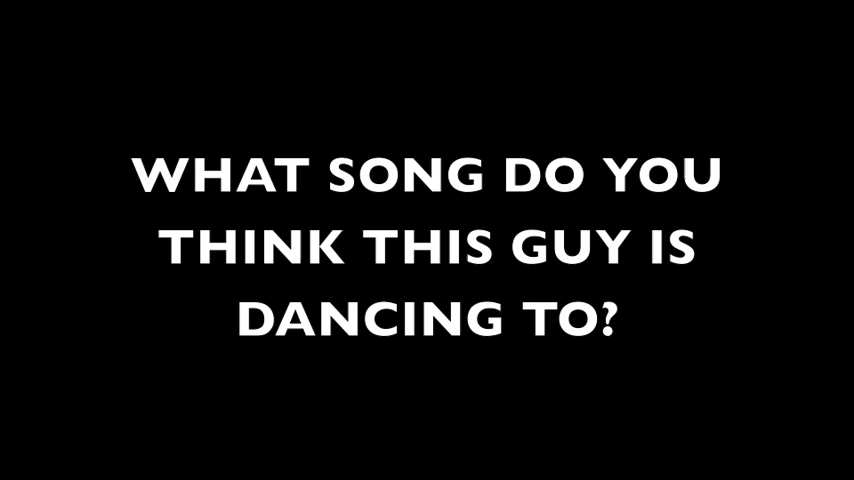 WHAT SONG DO YOU
THINK THIS GUY IS
DANCING TO?